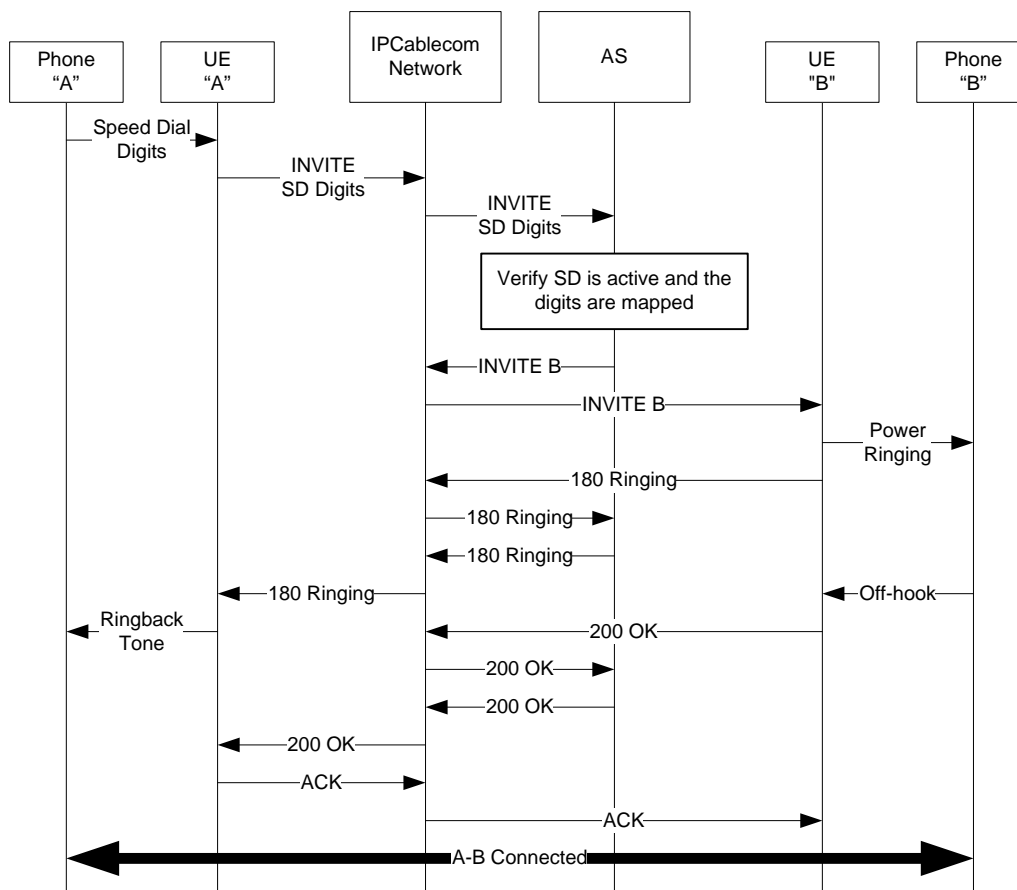 Phone
“A”
UE
“A”
IPCablecom
Network
AS
UE
"B"
Phone
“B”
Speed Dial
Digits
INVITE
SD Digits
INVITE
SD Digits
Verify SD is active and the
digits are mapped
INVITE B
INVITE B
Power
Ringing
180 Ringing
180 Ringing
180 Ringing
180 Ringing
Off-hook
Ringback
Tone
200 OK
200 OK
200 OK
200 OK
ACK
ACK
A-B Connected